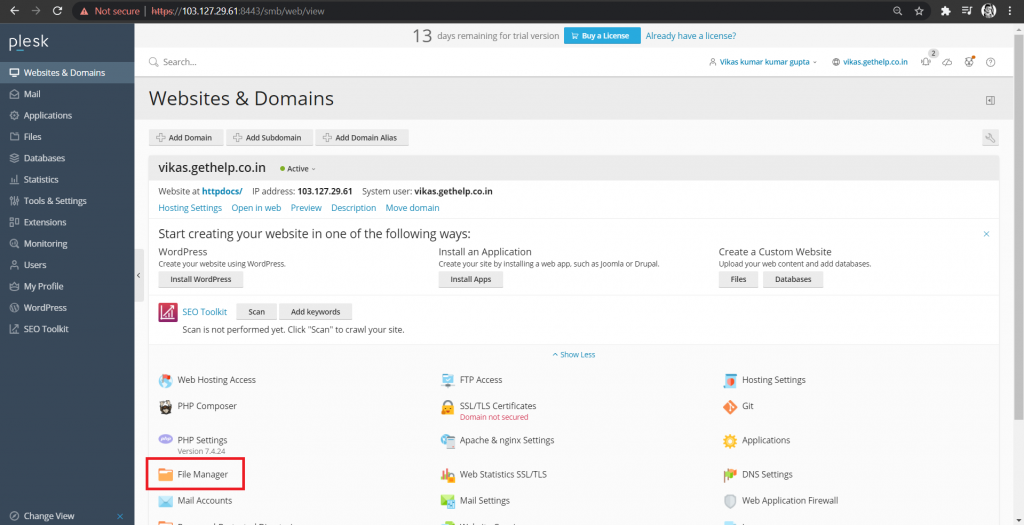 Not secure | https://103.127.29.61:8443/smb/web/view
plesk
13 days remaining for trial version Buy a License Already have a license?
Search... Vikas kumar kumar gupta vikas.gethelp.co.in 2
Websites & Domains
Mail
Applications
Files
Databases
Statistics
Tools & Settings
Extensions
Monitoring
Users
My Profile
WordPress
SEO Toolkit
Change View
Websites & Domains
Add Domain Add Subdomain Add Domain Alias
vikas.gethelp.co.in Active
Website at httpdocs/ IP address: 103.127.29.61 System user: vikas.gethelp.co.in
Hosting Settings Open in web Preview Description Move domain
Start creating your website in one of the following ways:
WordPress
Create your website using WordPress.
Install WordPress
Install an Application
Create your site by installing a web app, such as Joomla or Drupal.
Install Apps
Create a Custom Website
Upload your web content and add databases.
Files Databases
SEO Toolkit Scan Add keywords
Scan is not performed yet. Click "Scan" to crawl your site.
Show Less
Web Hosting Access FTP Access Hosting Settings
PHP Composer SSL/TLS Certificates Git
Domain not secured
php PHP Settings Apache & nginx Settings Applications
Version 7.4.24
File Manager Web Statistics SSL/TLS DNS Settings
Mail Accounts Mail Settings Web Application Firewall